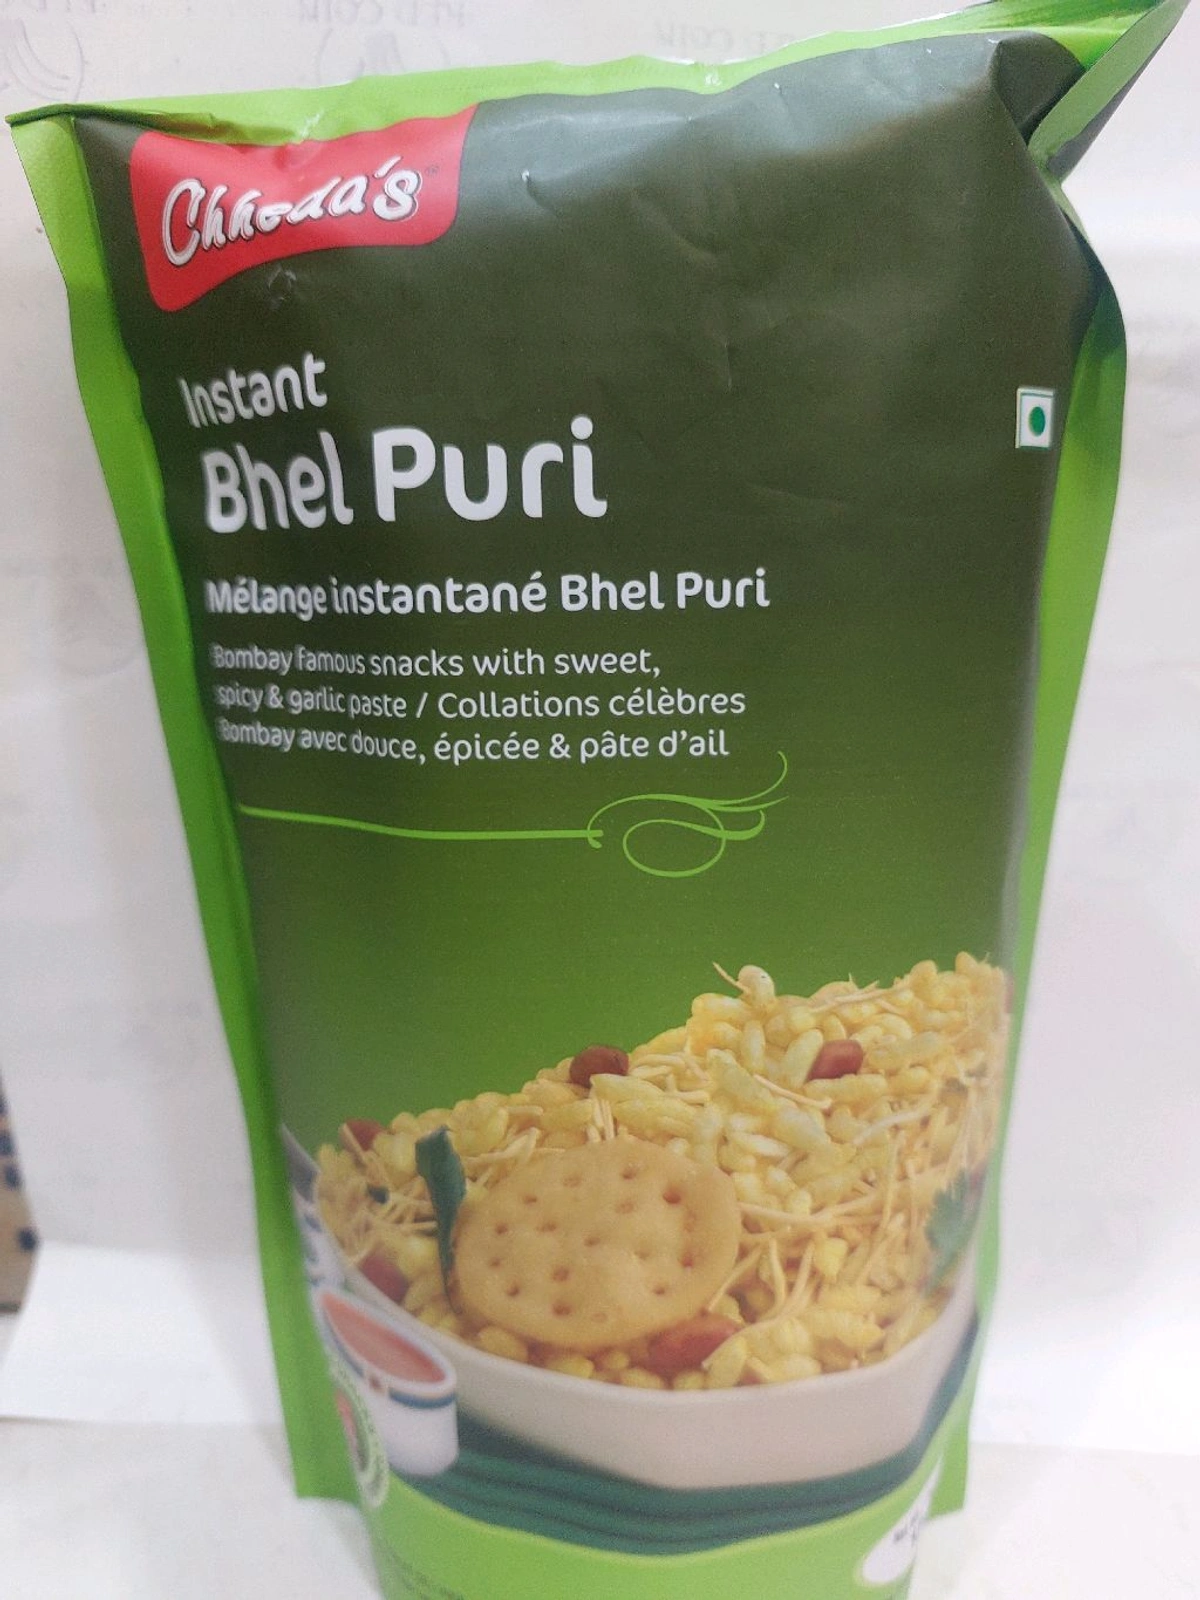 Chheda's
Instant
Bhel Puri
Mélange instantané Bhel Puri
Bombay famous snacks with sweet,
spicy & garlic paste / Collations célèbres
Bombay avec douce, épicée & pâte d'ail